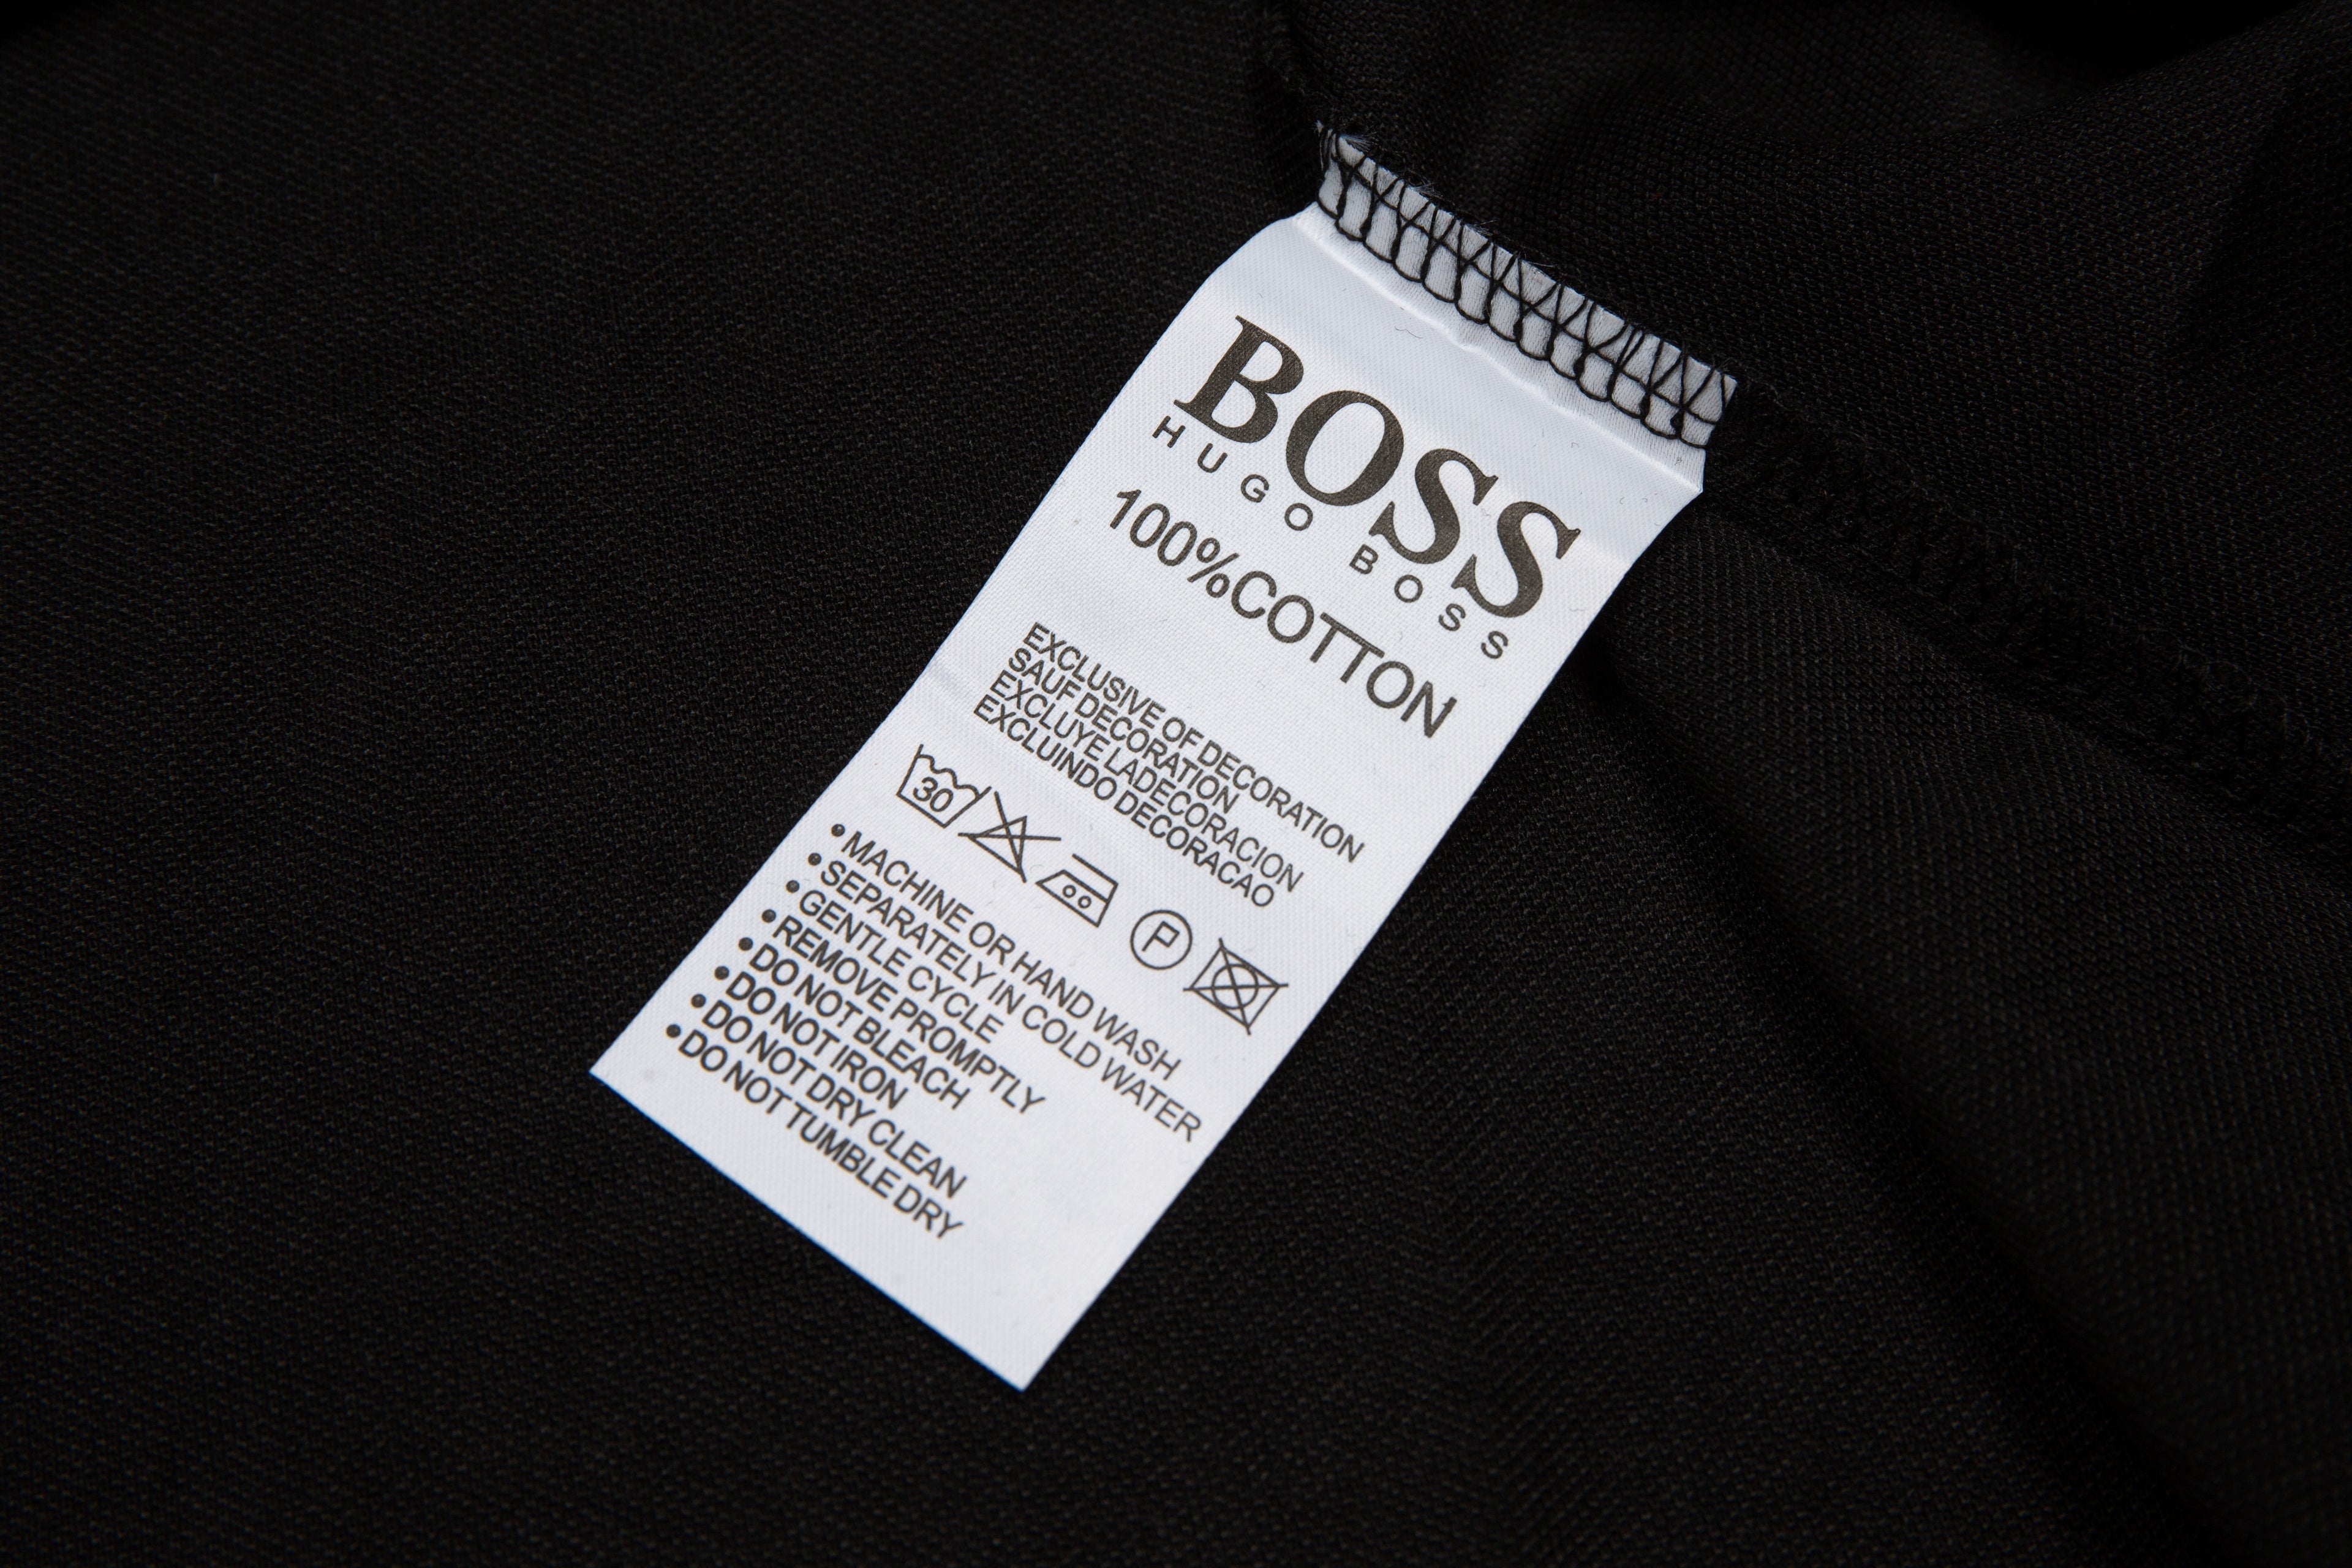 BOSS
HUGO BOSS
100%COTTON
EXCLUSIVE OF DECORATION
SAUF DECORATION
EXCLUYE LADECORACION
EXCLUINDO DECORACAO
30 P
•MACHINE OR HAND WASH
•SEPARATELY IN COLD WATER
•GENTLE CYCLE
•REMOVE PROMPTLY
•DO NOT BLEACH
•DO NOT IRON
•DO NOT DRY CLEAN
•DO NOT TUMBLE DRY